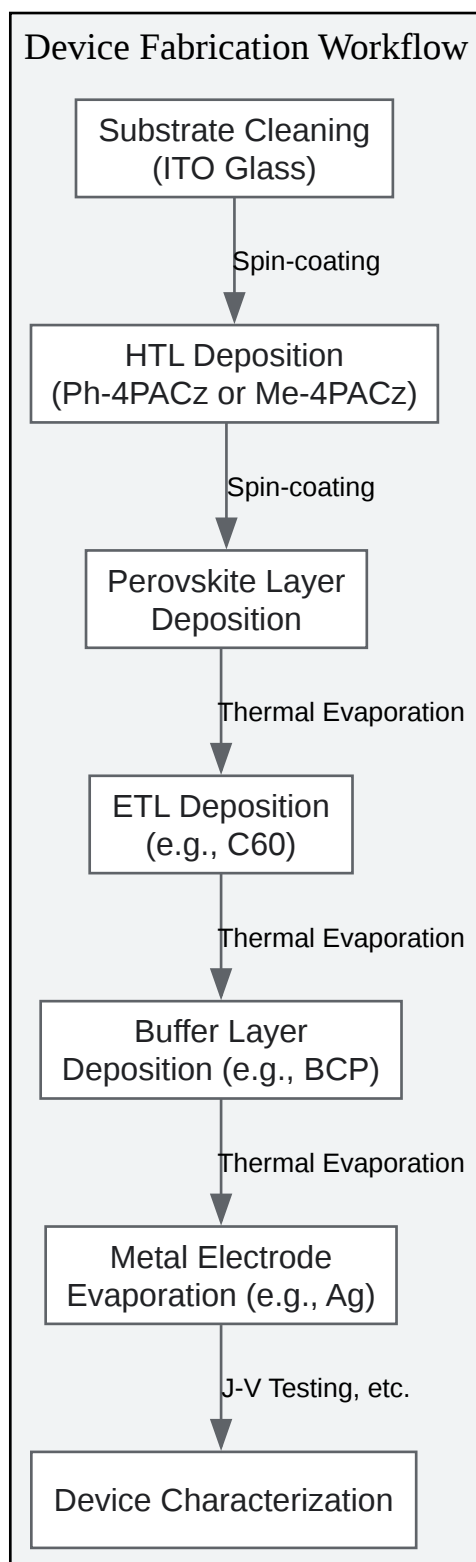 Device Fabrication Workflow
Substrate Cleaning
(ITO Glass)
Spin-coating
HTL Deposition
(Ph-4PACz or Me-4PACz)
Spin-coating
Perovskite Layer
Deposition
Thermal Evaporation
ETL Deposition
(e.g., C60)
Thermal Evaporation
Buffer Layer
Deposition (e.g., BCP)
Thermal Evaporation
Metal Electrode
Evaporation (e.g., Ag)
J-V Testing, etc.
Device Characterization